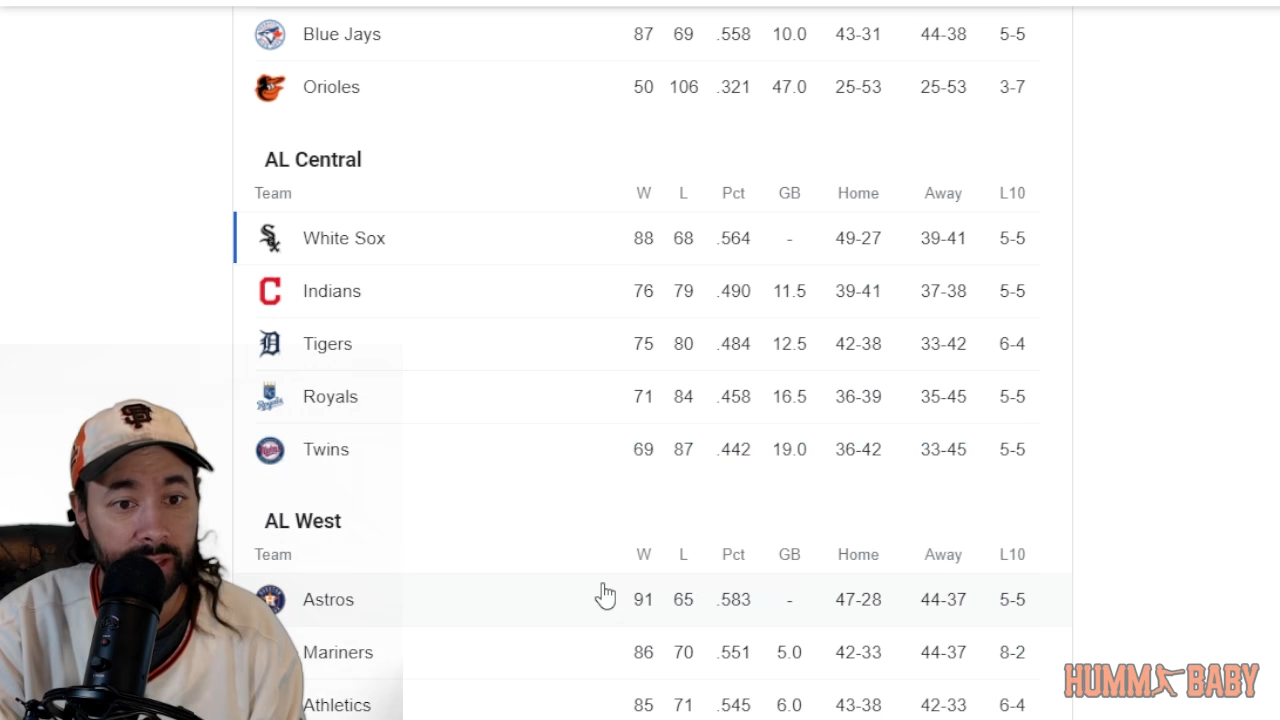 Blue Jays 87 69 .558 10.0 43-31 44-38 5-5
Orioles 50 106 .321 47.0 25-53 25-53 3-7
AL Central
Team W L Pct GB Home Away L10
White Sox 88 68 .564 - 49-27 39-41 5-5
Indians 76 79 .490 11.5 39-41 37-38 5-5
Tigers 75 80 .484 12.5 42-38 33-42 6-4
Royals 71 84 .458 16.5 36-39 35-45 5-5
Twins 69 87 .442 19.0 36-42 33-45 5-5
AL West
Team W L Pct GB Home Away L10
Astros 91 65 .583 - 47-28 44-37 5-5
Mariners 86 70 .551 5.0 42-33 44-37 8-2
Athletics 85 71 .545 6.0 43-38 42-33 6-4
HUMM BABY